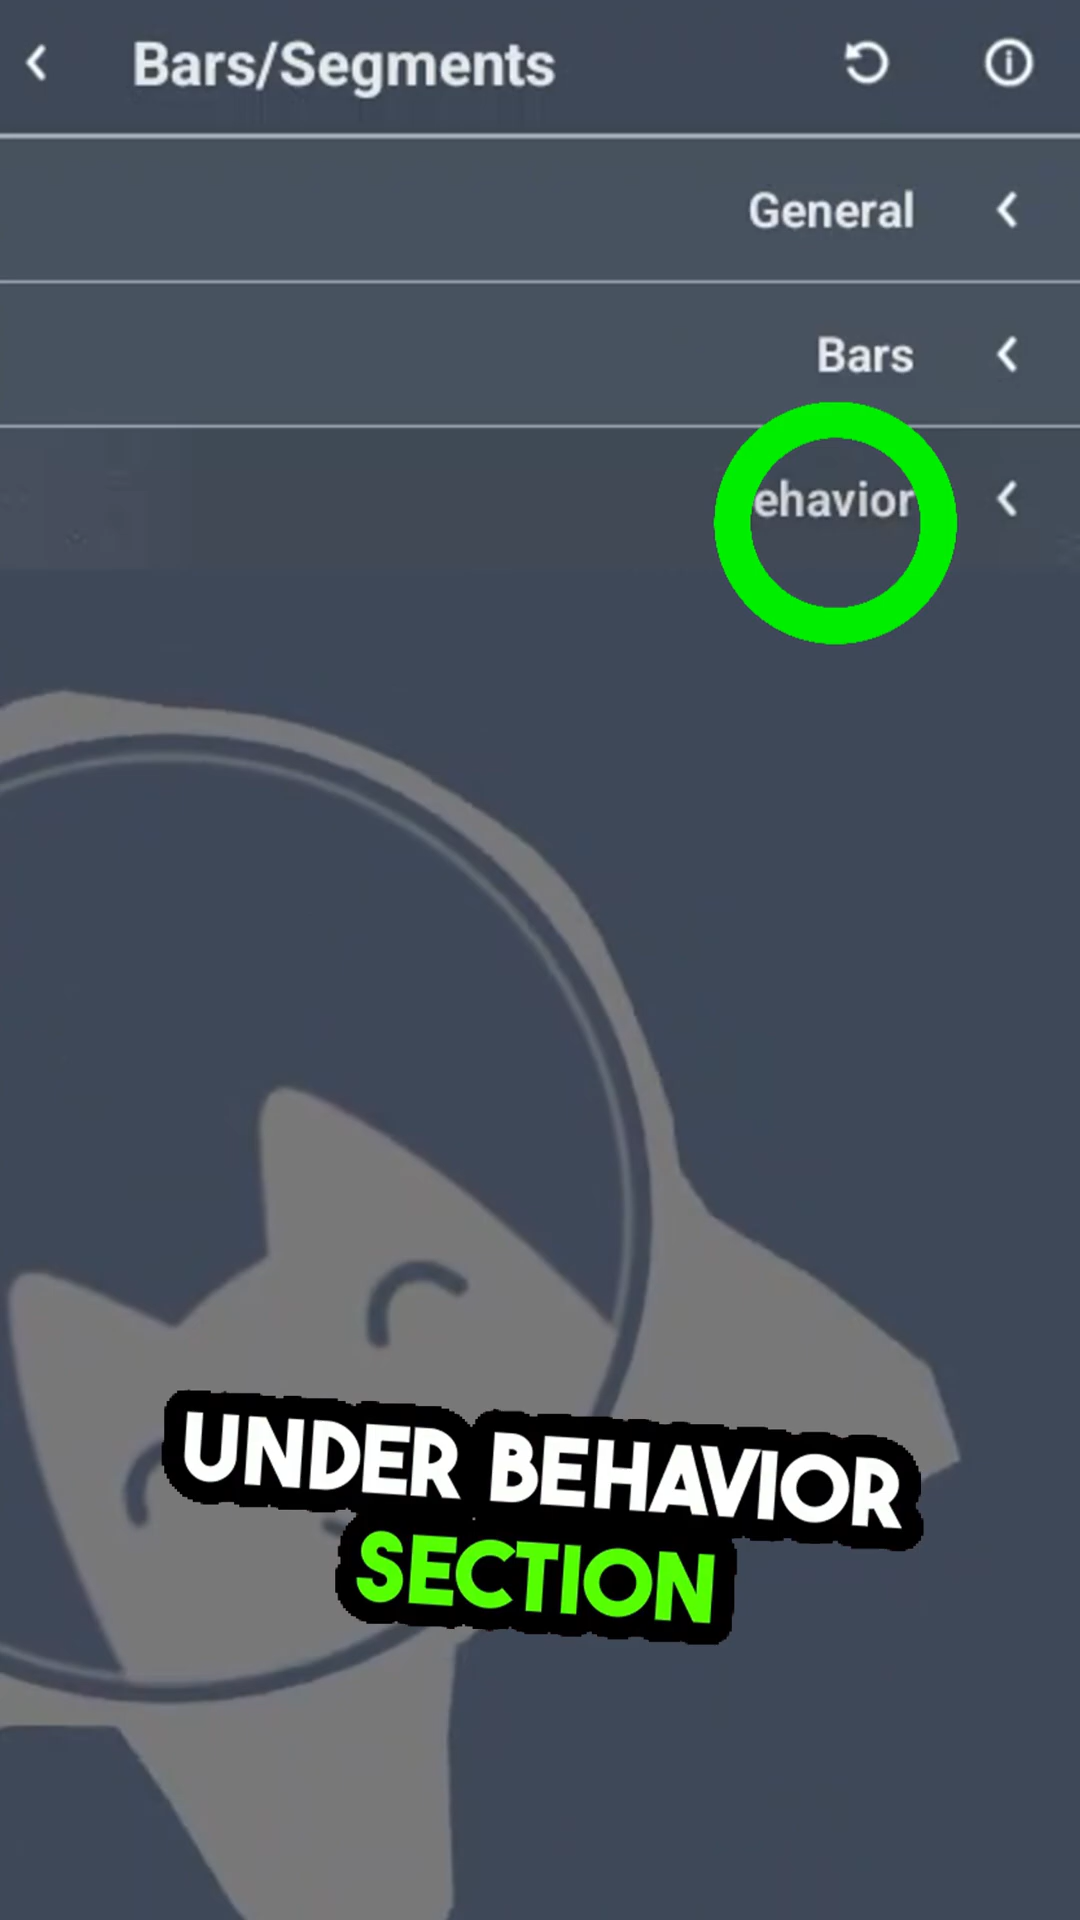 Bars/Segments
General
Bars
ehavior
UNDER BEHAVIOR
SECTION